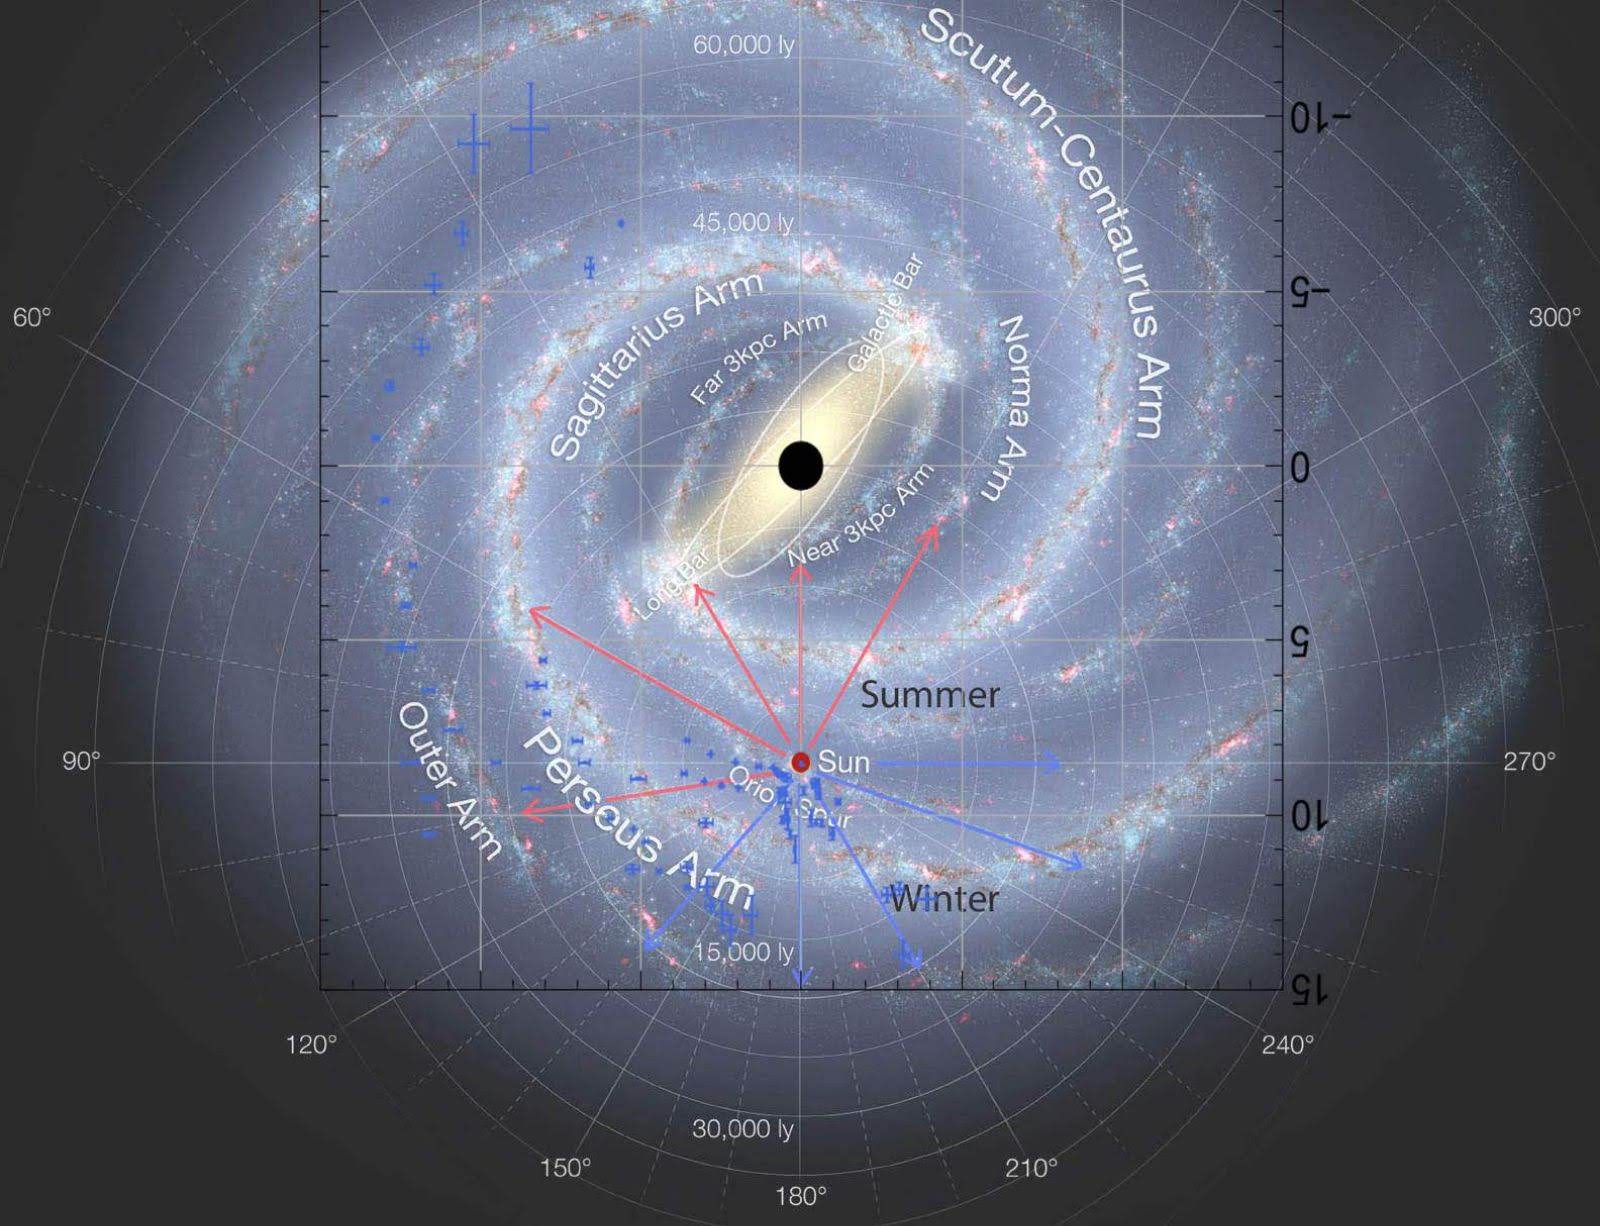 60,000 ly
Scutum-Centaurus Arm
-10
45,000 ly
Galactic Bar
-5
Sagittarius Arm
Far 3kpc Arm
Norma Arm
60°
300°
0
Near 3kpc Arm
Long Bar
5
Summer
Outer Arm
Perseus Arm
90°
Sun
270°
Orion Spur
10
Winter
15,000 ly
15
120°
240°
30,000 ly
150°
210°
180°